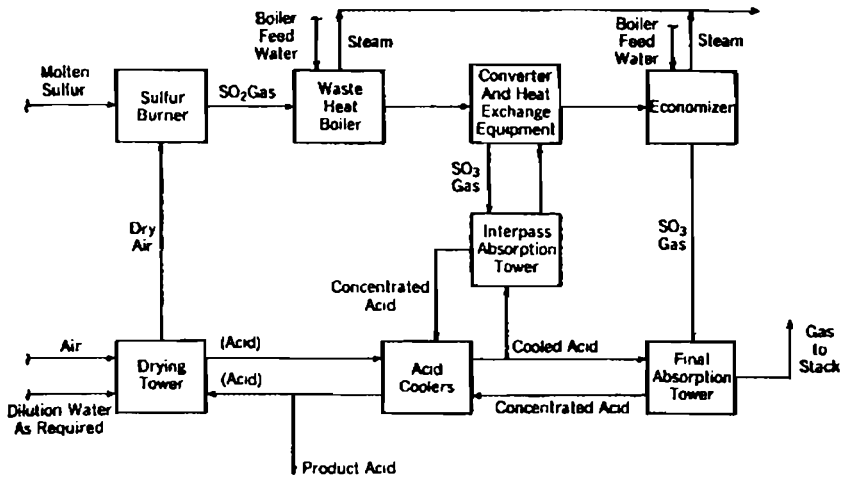 Boiler
Feed
Water
Steam
Boiler
Feed
Water
Steam
Molten
Sulfur
Sulfur
Burner
SO₂Gas
Waste
Heat
Boiler
Converter
And Heat
Exchange
Equipment
Economizer
SO₃
Gas
SO₃
Gas
Dry
Air
Interpass
Absorption
Tower
Concentrated
Acid
Air
Drying
Tower
(Acid)
(Acid)
Acid
Coolers
Cooled Acid
Concentrated Acid
Final
Absorption
Tower
Gas
to
Stack
Dilution Water
As Required
Product Acid